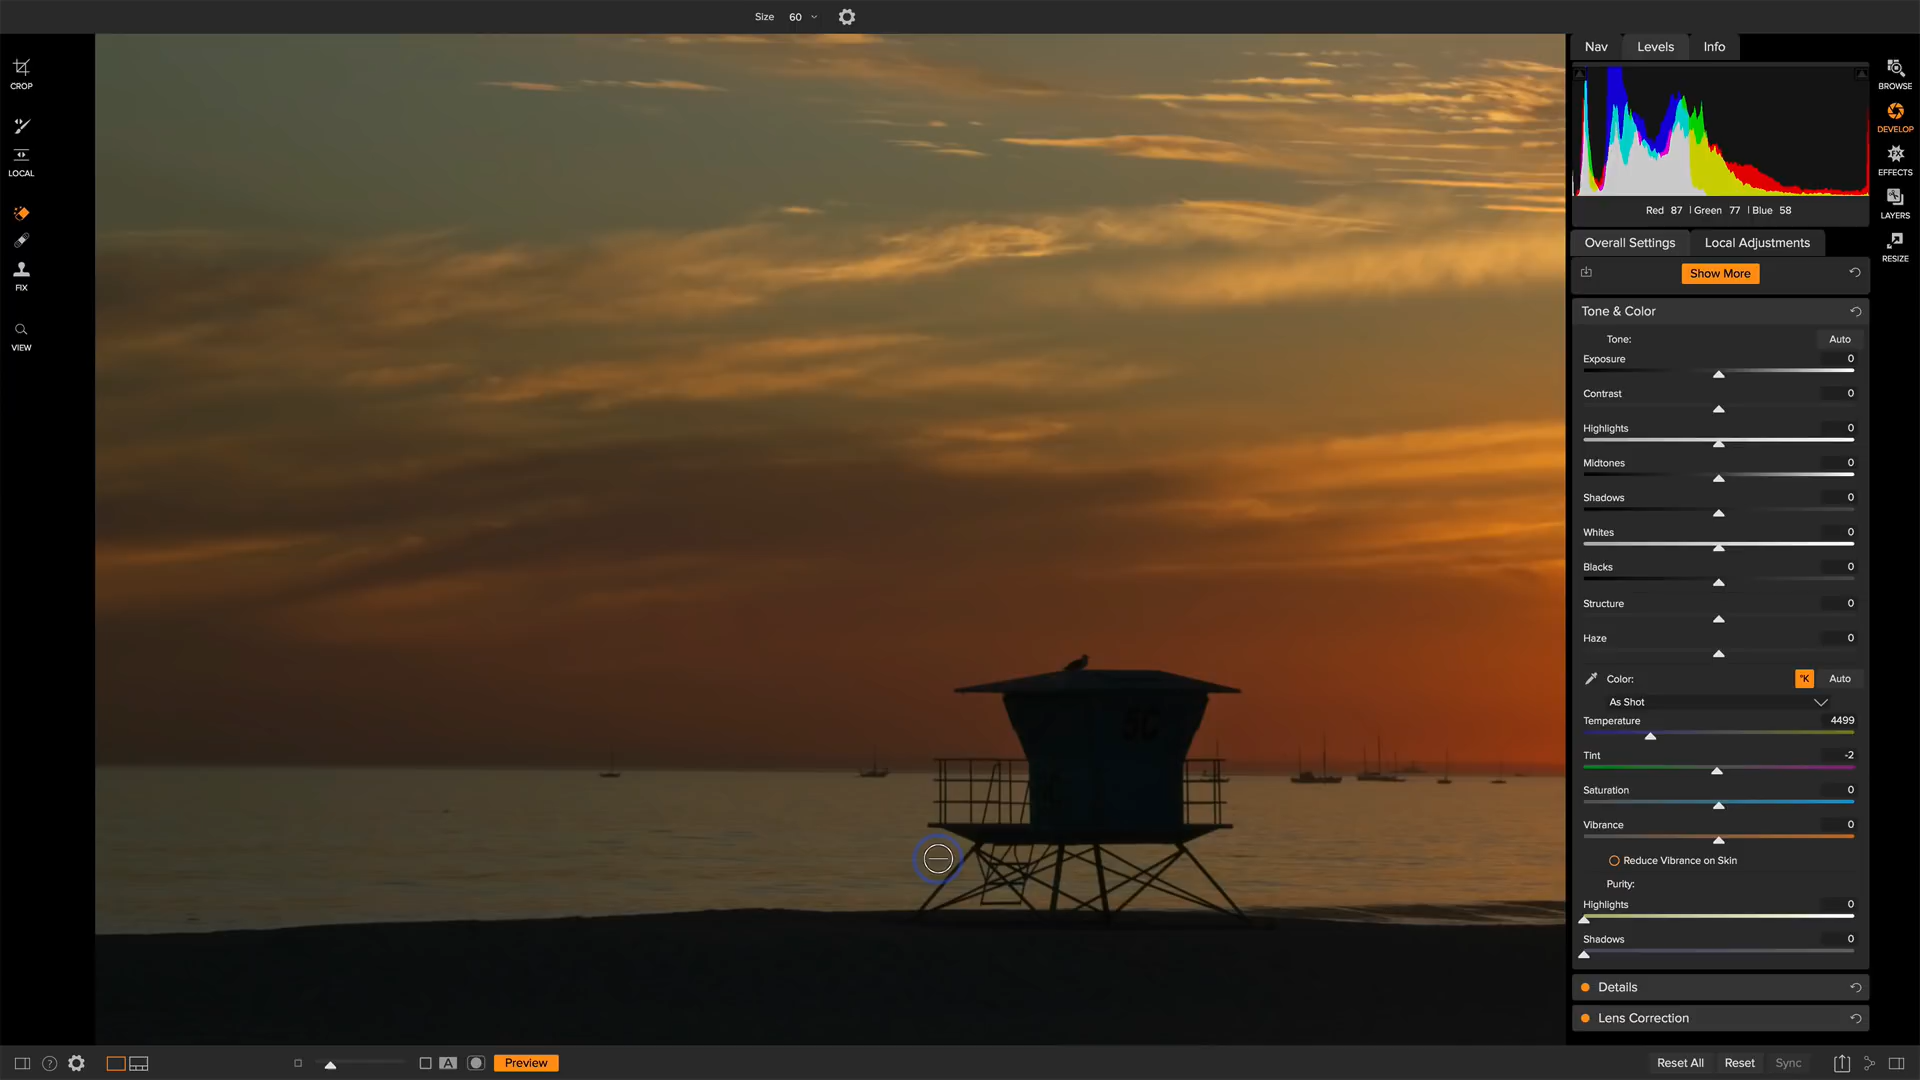 Size 60
CROP
LOCAL
FIX
VIEW
5C
Nav Levels Info
Red 87 | Green 77 | Blue 58
Overall Settings Local Adjustments
Show More
Tone & Color
Tone: Auto
Exposure 0
Contrast 0
Highlights 0
Midtones 0
Shadows 0
Whites 0
Blacks 0
Structure 0
Haze 0
Color: °K Auto
As Shot
Temperature 4499
Tint -2
Saturation 0
Vibrance 0
Reduce Vibrance on Skin
Purity:
Highlights 0
Shadows 0
Details
Lens Correction
BROWSE
DEVELOP
FX
EFFECTS
LAYERS
RESIZE
? A Preview
Reset All Reset Sync